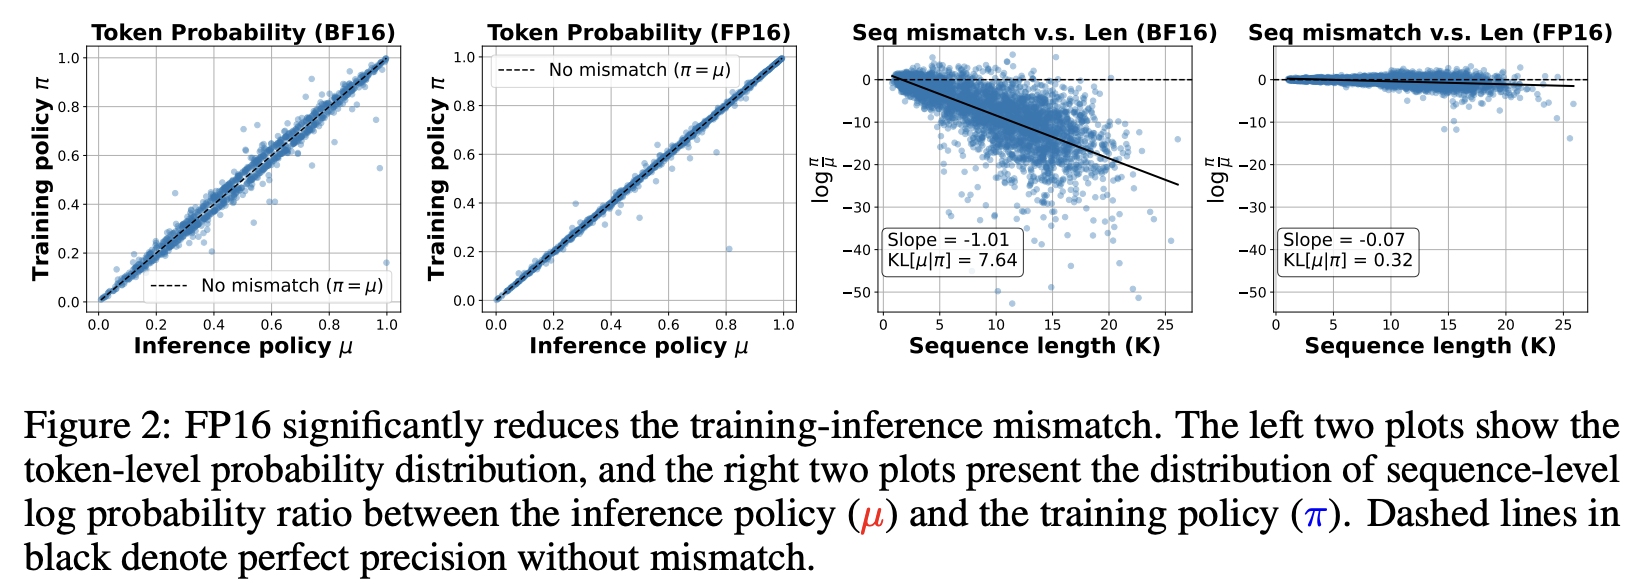 Token Probability (BF16)
Training policy π
1.0
0.8
0.6
0.4
0.2
0.0
No mismatch (π = μ)
0.0 0.2 0.4 0.6 0.8 1.0
Inference policy μ
Token Probability (FP16)
Training policy π
1.0
0.8
0.6
0.4
0.2
0.0
No mismatch (π = μ)
0.0 0.2 0.4 0.6 0.8 1.0
Inference policy μ
Seq mismatch v.s. Len (BF16)
log π/μ
0
−10
−20
−30
−40
−50
Slope = -1.01
KL[μ|π] = 7.64
0 5 10 15 20 25
Sequence length (K)
Seq mismatch v.s. Len (FP16)
log π/μ
0
−10
−20
−30
−40
−50
Slope = -0.07
KL[μ|π] = 0.32
0 5 10 15 20 25
Sequence length (K)
Figure 2: FP16 significantly reduces the training-inference mismatch. The left two plots show the
token-level probability distribution, and the right two plots present the distribution of sequence-level
log probability ratio between the inference policy (μ) and the training policy (π). Dashed lines in
black denote perfect precision without mismatch.